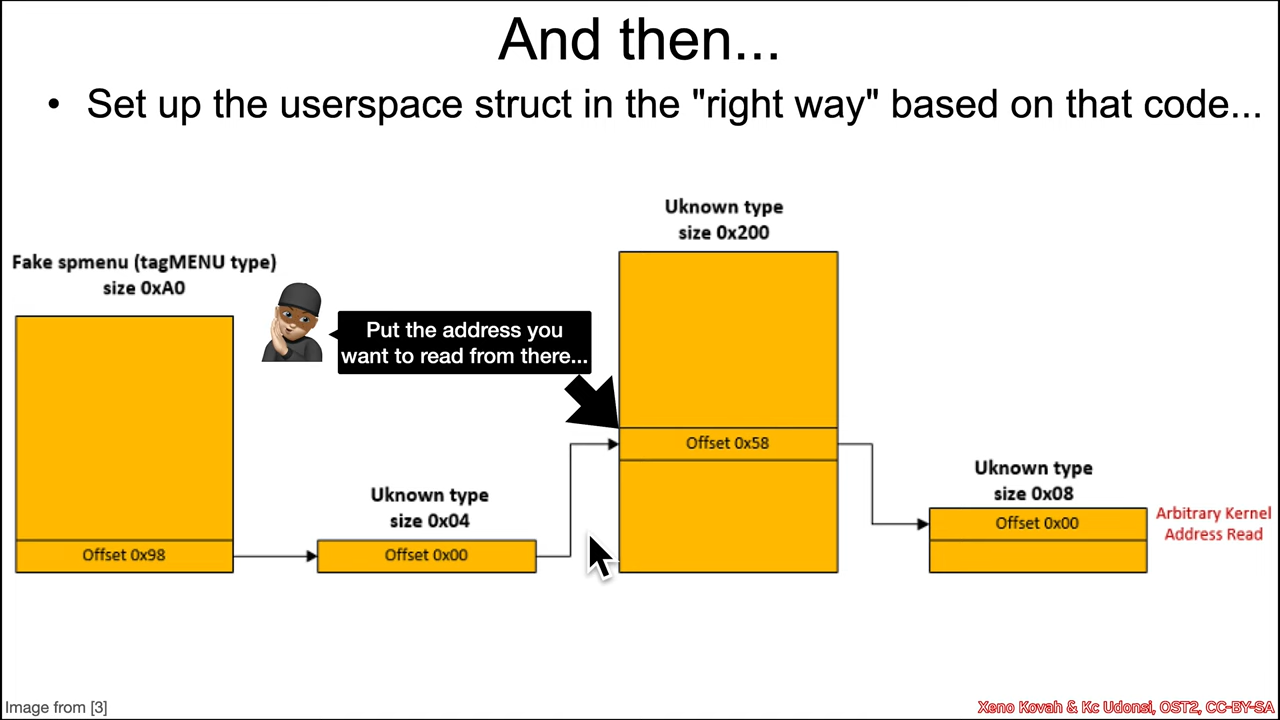 And then...
• Set up the userspace struct in the "right way" based on that code...
Uknown type
size 0x200
Fake spmenu (tagMENU type)
size 0xA0
Put the address you
want to read from there...
Offset 0x58
Uknown type
size 0x08
Uknown type
size 0x04
Offset 0x00
Arbitrary Kernel
Address Read
Offset 0x98
Offset 0x00
Image from [3]
Xeno Kovah & Kc Udonsi, OST2, CC-BY-SA